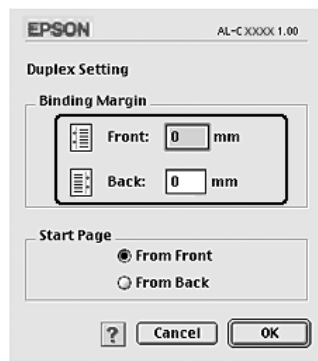 EPSON AL-C XXXX 1.00
Duplex Setting
Binding Margin
Front: 0 mm
Back: 0 mm
Start Page
From Front
From Back
? Cancel OK